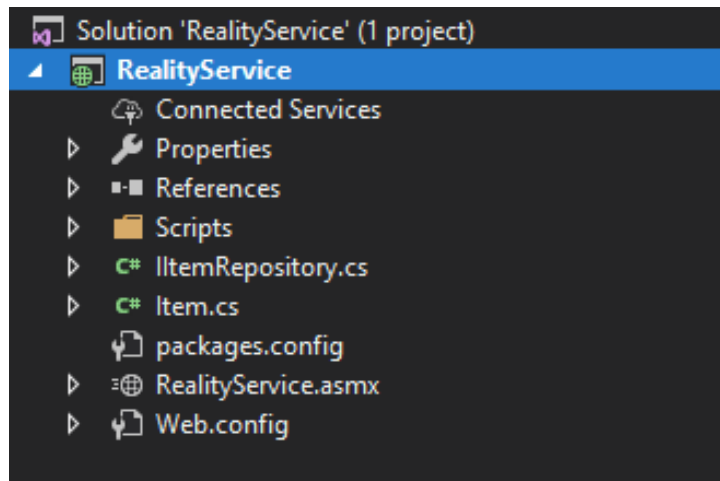 Solution 'RealityService' (1 project)
RealityService
Connected Services
Properties
References
Scripts
C# IItemRepository.cs
C# Item.cs
packages.config
RealityService.asmx
Web.config